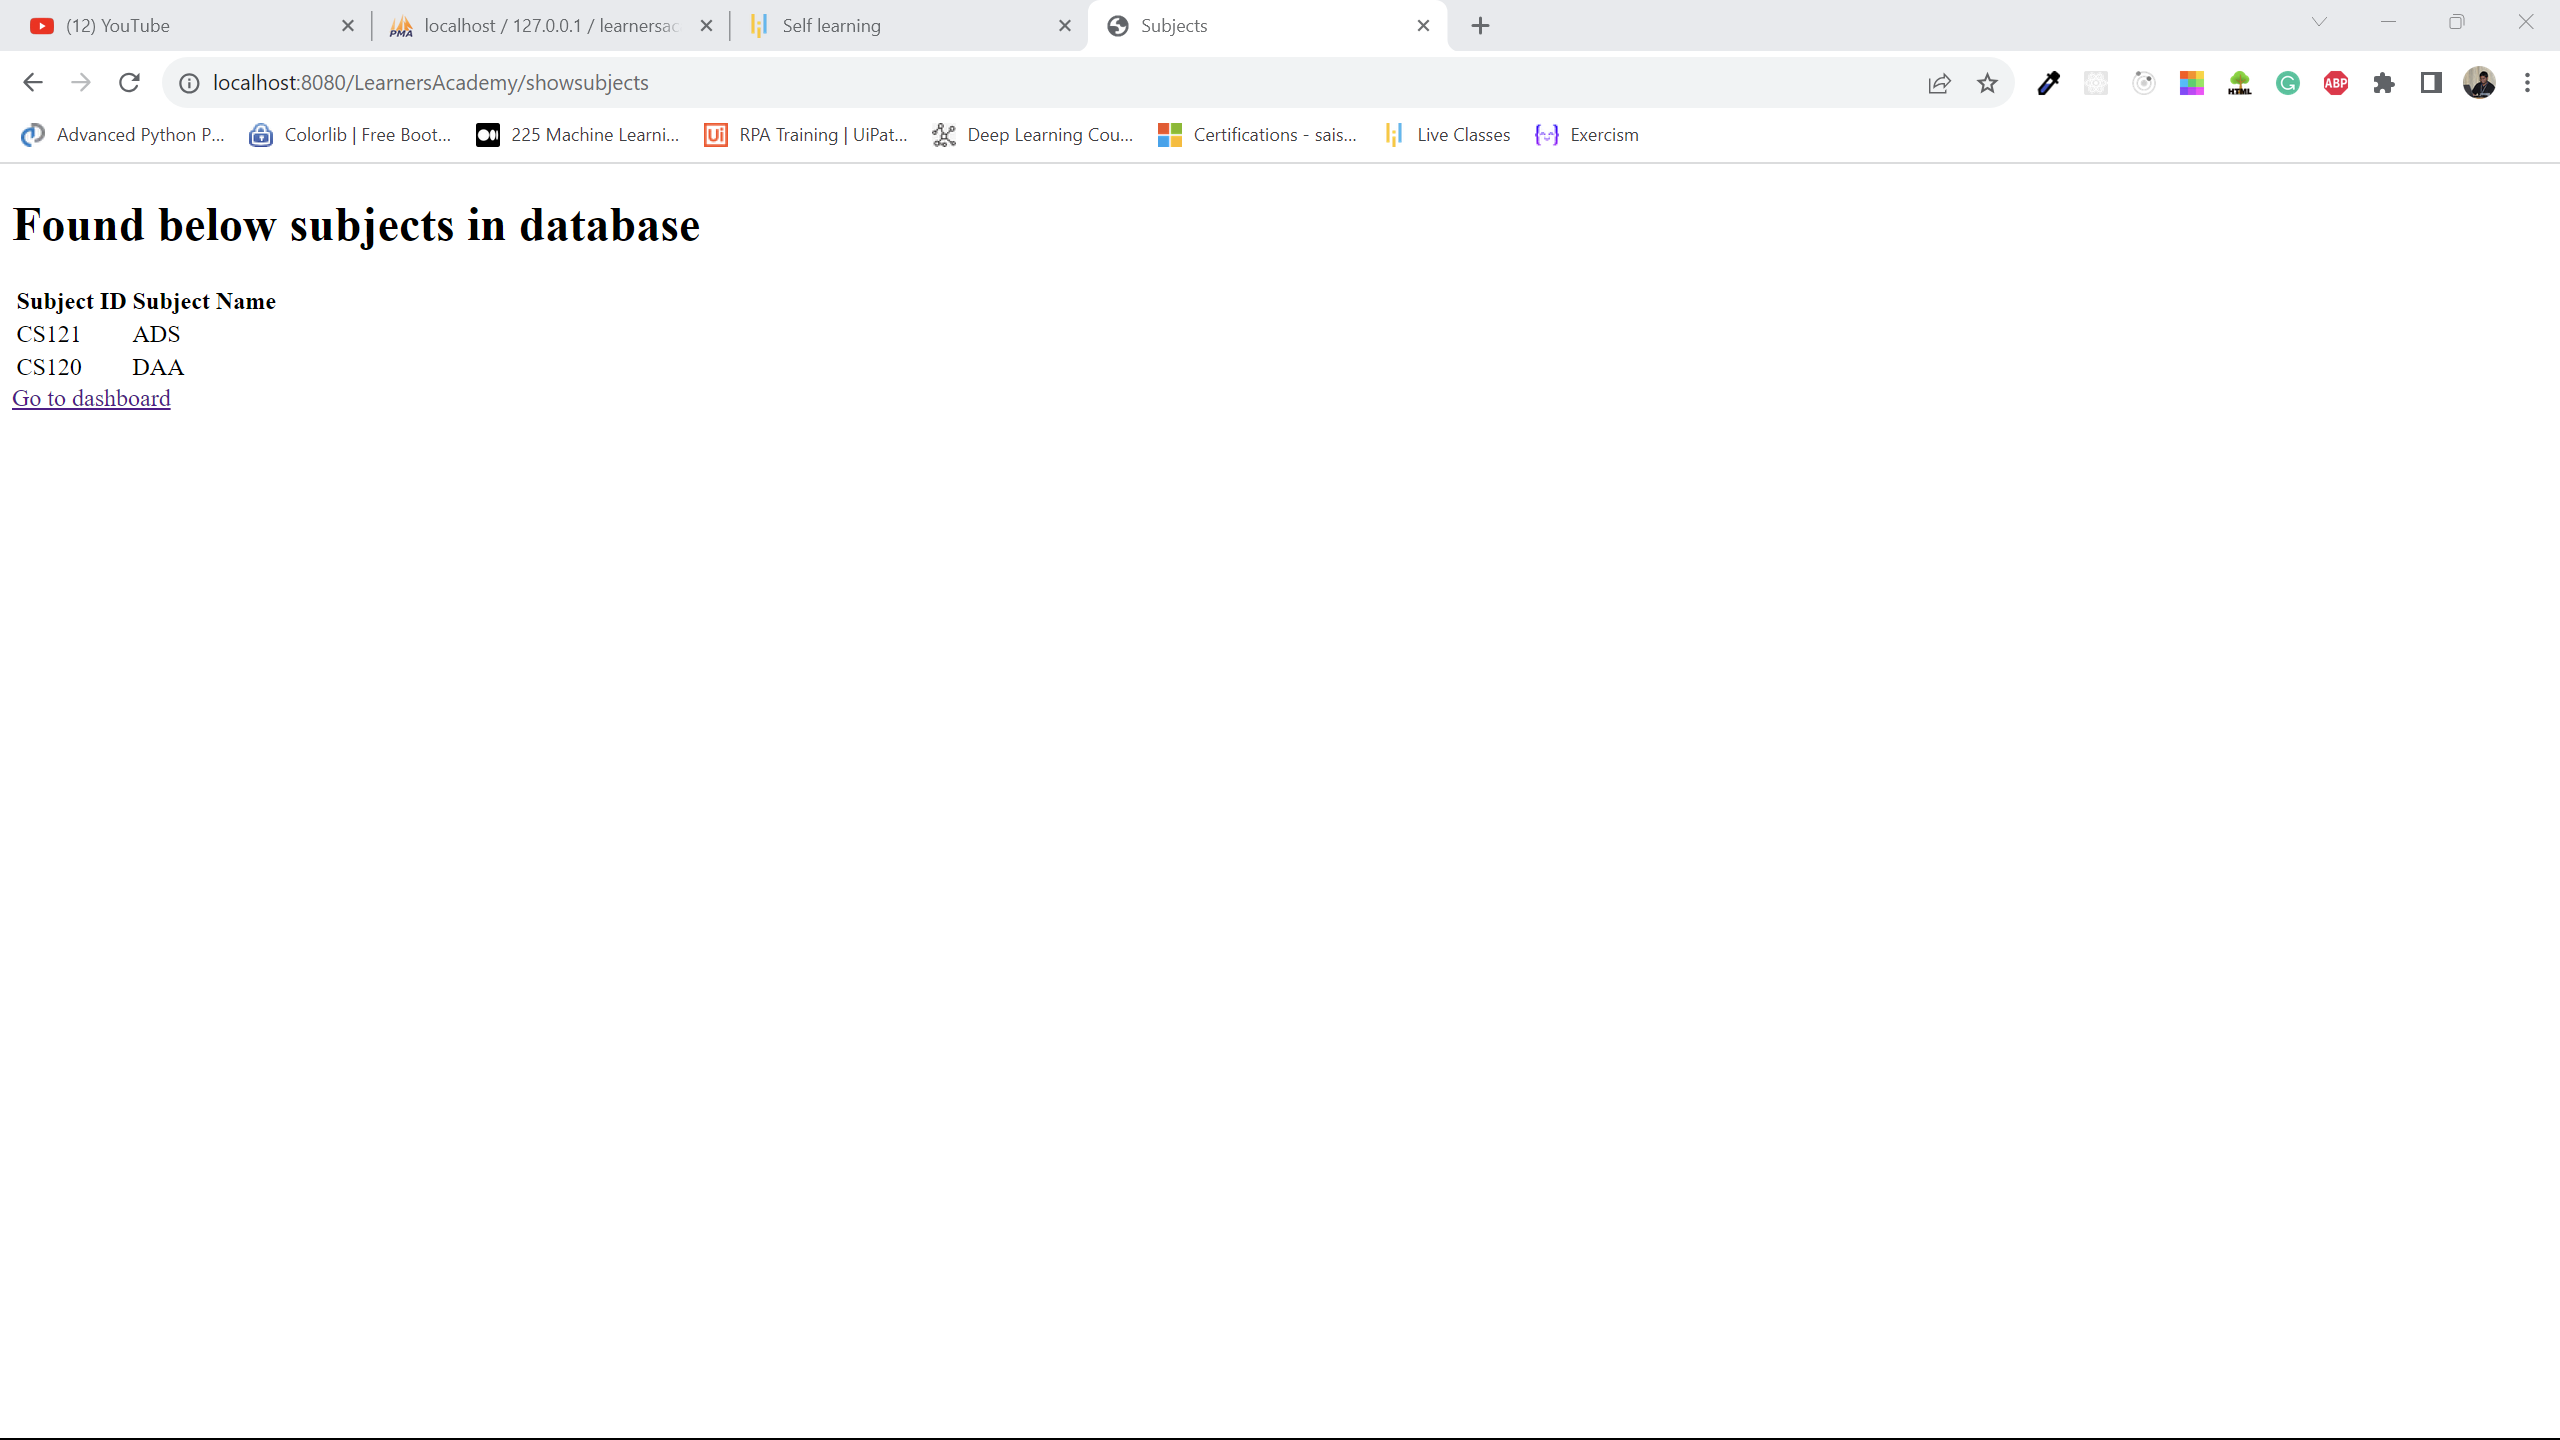 (12) YouTube
localhost / 127.0.0.1 / learnersac
Self learning
Subjects
localhost:8080/LearnersAcademy/showsubjects
Advanced Python P...
Colorlib | Free Boot...
225 Machine Learni...
RPA Training | UiPat...
Deep Learning Cou...
Certifications - sais...
Live Classes
Exercism
Found below subjects in database
Subject ID Subject Name
CS121 ADS
CS120 DAA
Go to dashboard